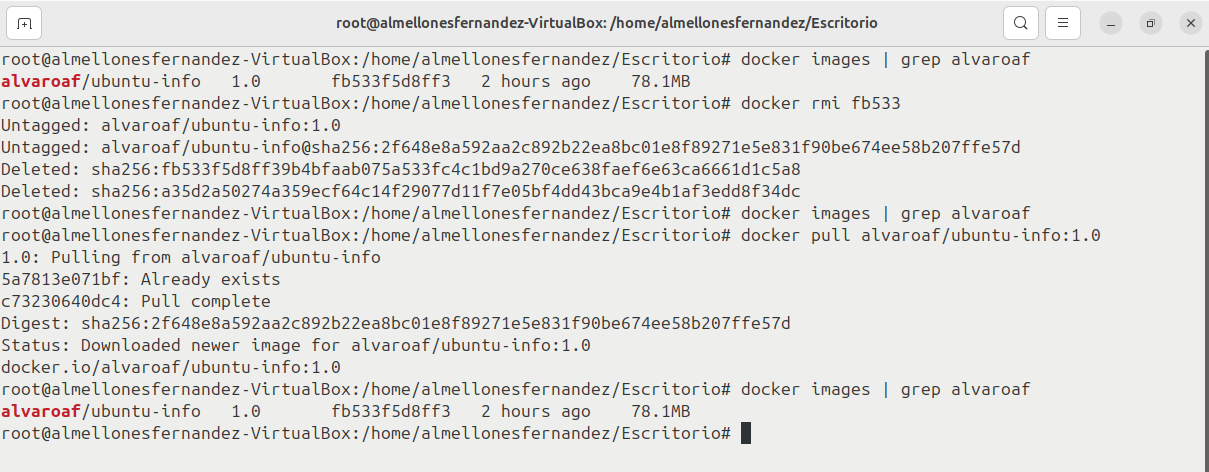 root@almellonesfernandez-VirtualBox: /home/almellonesfernandez/Escritorio
root@almellonesfernandez-VirtualBox:/home/almellonesfernandez/Escritorio# docker images | grep alvaroaf
alvaroaf/ubuntu-info   1.0       fb533f5d8ff3   2 hours ago    78.1MB
root@almellonesfernandez-VirtualBox:/home/almellonesfernandez/Escritorio# docker rmi fb533
Untagged: alvaroaf/ubuntu-info:1.0
Untagged: alvaroaf/ubuntu-info@sha256:2f648e8a592aa2c892b22ea8bc01e8f89271e5e831f90be674ee58b207ffe57d
Deleted: sha256:fb533f5d8ff39b4bfaab075a533fc4c1bd9a270ce638faef6e63ca6661d1c5a8
Deleted: sha256:a35d2a50274a359ecf64c14f29077d11f7e05bf4dd43bca9e4b1af3edd8f34dc
root@almellonesfernandez-VirtualBox:/home/almellonesfernandez/Escritorio# docker images | grep alvaroaf
root@almellonesfernandez-VirtualBox:/home/almellonesfernandez/Escritorio# docker pull alvaroaf/ubuntu-info:1.0
1.0: Pulling from alvaroaf/ubuntu-info
5a7813e071bf: Already exists
c73230640dc4: Pull complete
Digest: sha256:2f648e8a592aa2c892b22ea8bc01e8f89271e5e831f90be674ee58b207ffe57d
Status: Downloaded newer image for alvaroaf/ubuntu-info:1.0
docker.io/alvaroaf/ubuntu-info:1.0
root@almellonesfernandez-VirtualBox:/home/almellonesfernandez/Escritorio# docker images | grep alvaroaf
alvaroaf/ubuntu-info   1.0       fb533f5d8ff3   2 hours ago    78.1MB
root@almellonesfernandez-VirtualBox:/home/almellonesfernandez/Escritorio#